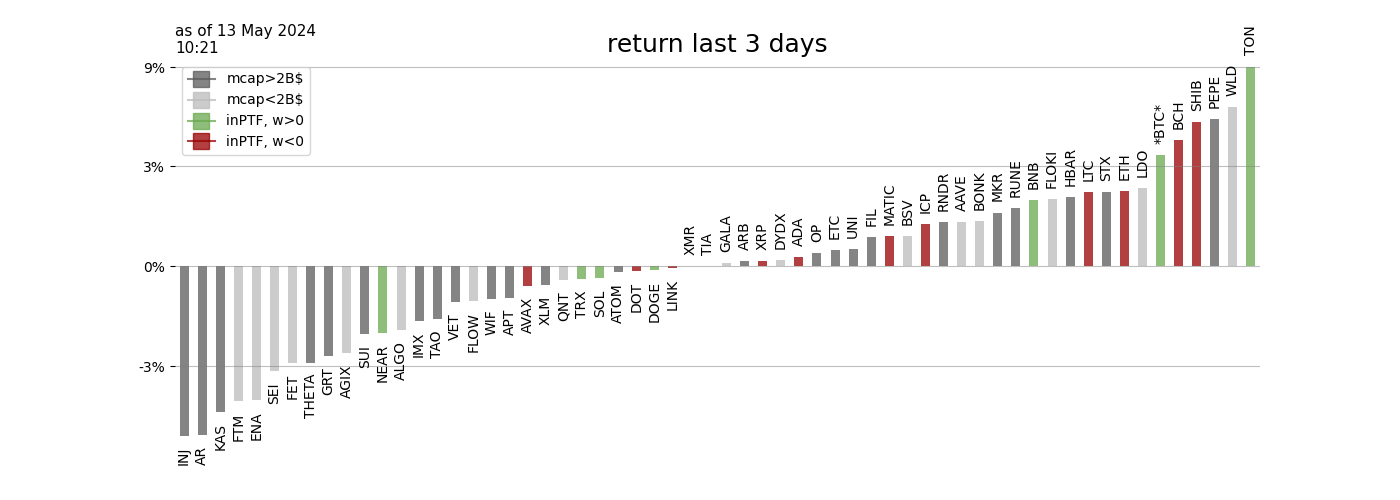 as of 13 May 2024
10:21
return last 3 days
9%
3%
0%
-3%
mcap>2B$
mcap<2B$
inPTF, w>0
inPTF, w<0
INJ
AR
KAS
FTM
ENA
SEI
FET
THETA
GRT
AGIX
SUI
NEAR
ALGO
IMX
TAO
VET
FLOW
WIF
APT
AVAX
XLM
QNT
TRX
SOL
ATOM
DOT
DOGE
LINK
XMR
TIA
GALA
ARB
XRP
DYDX
ADA
OP
ETC
UNI
FIL
MATIC
BSV
ICP
RNDR
AAVE
BONK
MKR
RUNE
BNB
FLOKI
HBAR
LTC
STX
ETH
LDO
*BTC*
BCH
SHIB
PEPE
WLD
TON